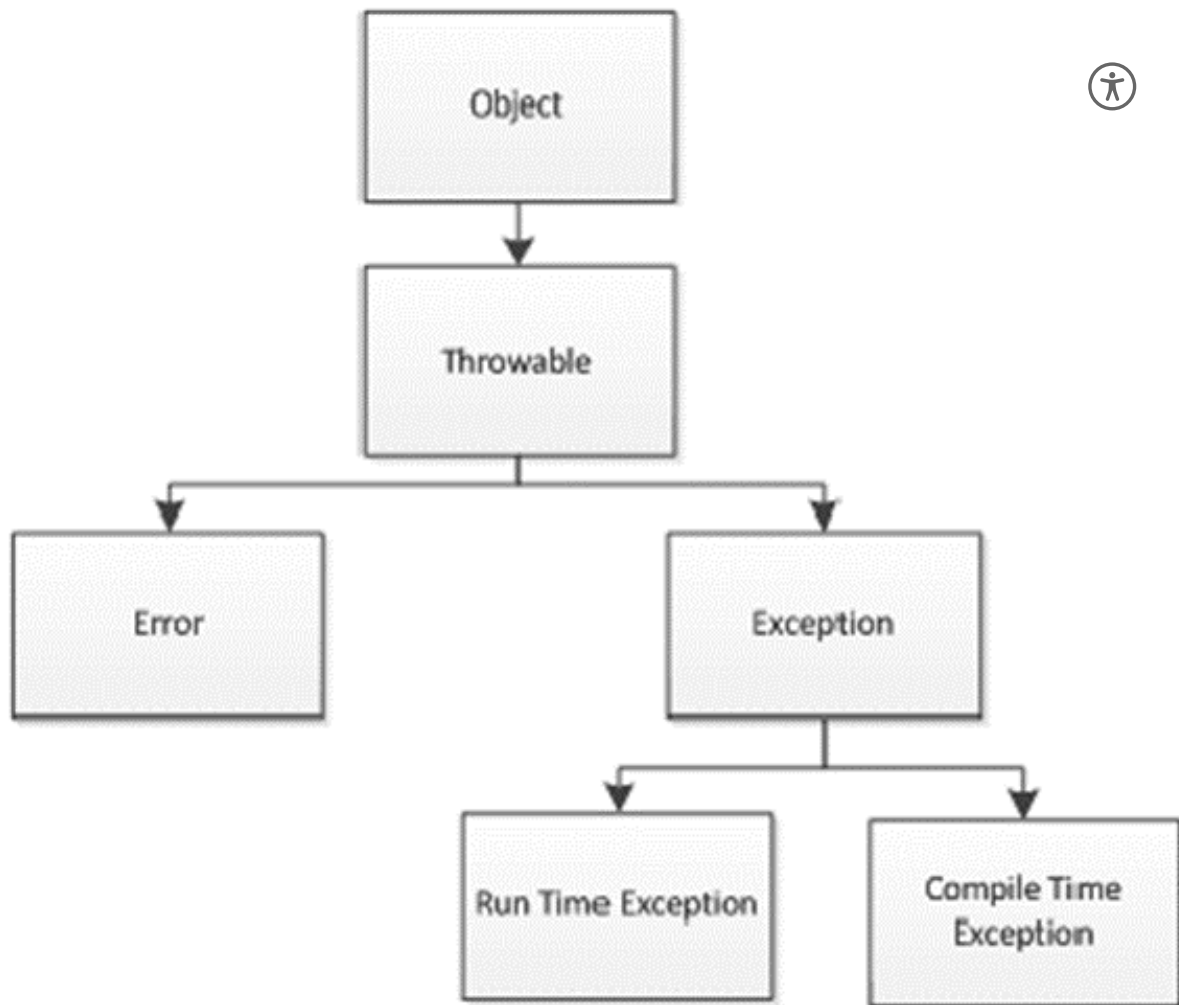 Object
Throwable
Error
Exception
Run Time Exception
Compile Time
Exception